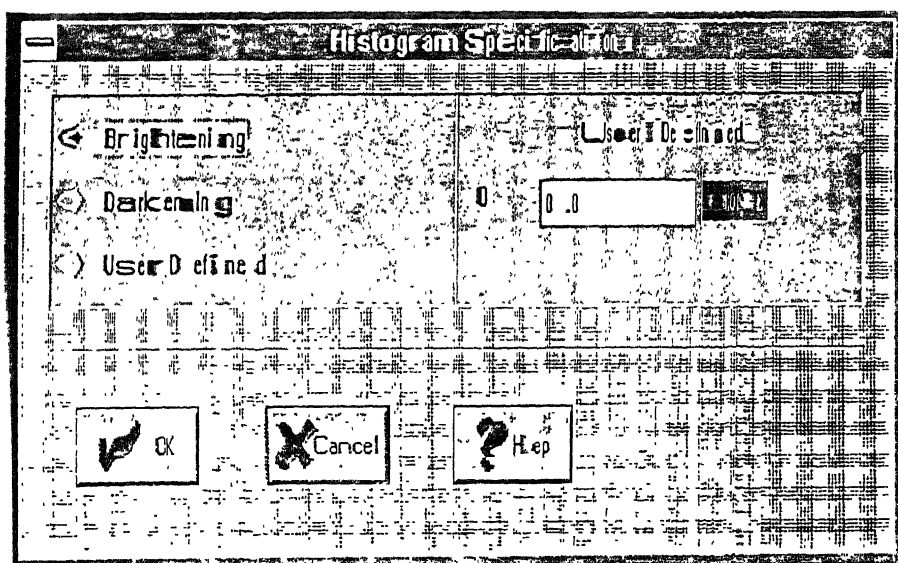 Histogram Specification
Brightening
Darkening
User Defined
User Defined
0
0.0
OK
Cancel
Help